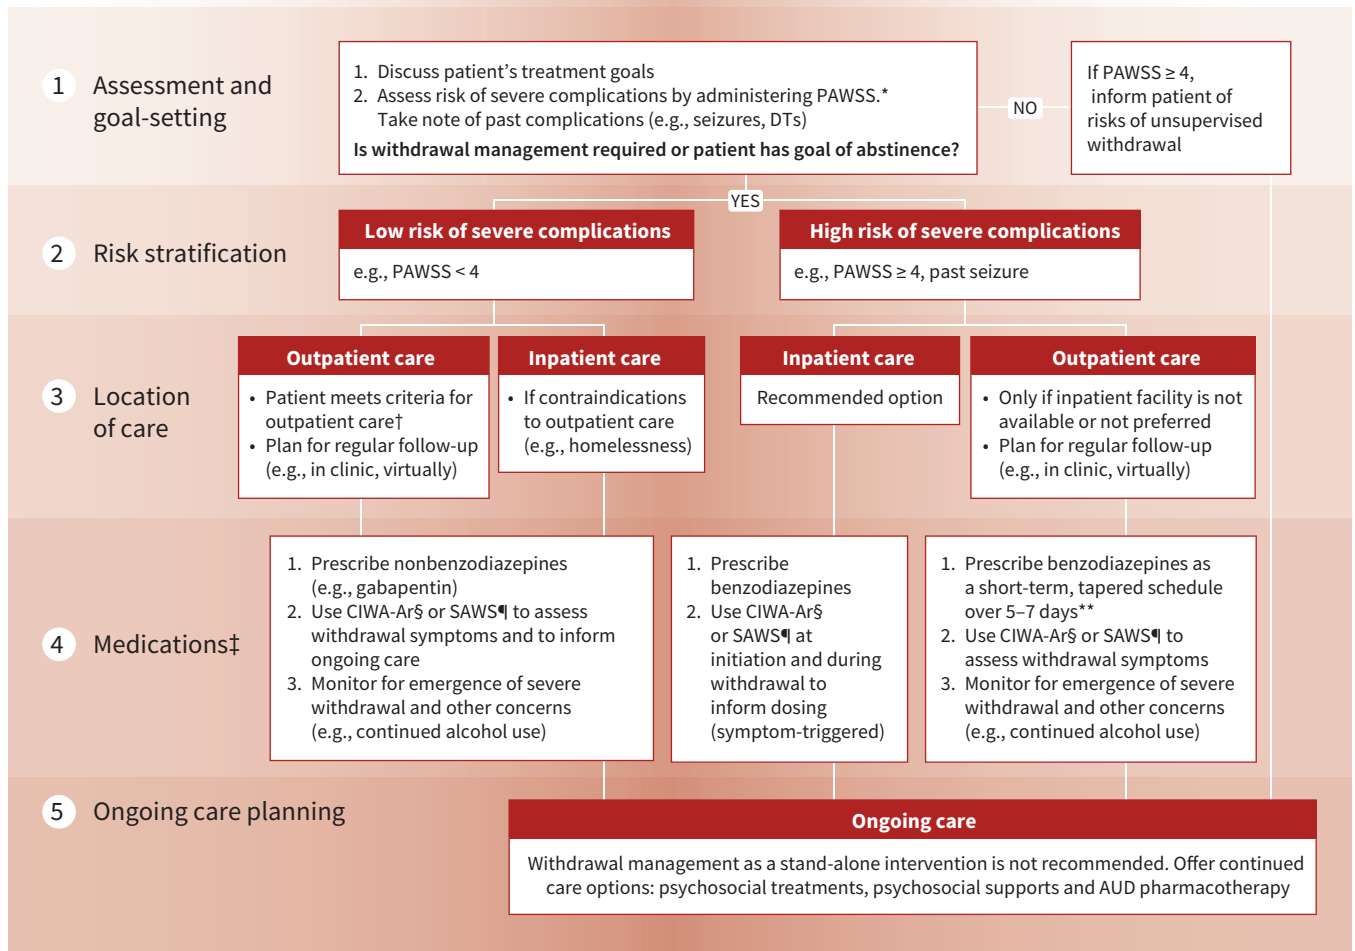 1 Assessment and
goal-setting
1. Discuss patient's treatment goals
2. Assess risk of severe complications by administering PAWSS.*
Take note of past complications (e.g., seizures, DTs)
Is withdrawal management required or patient has goal of abstinence?
NO
If PAWSS ≥ 4,
inform patient of
risks of unsupervised
withdrawal
YES
2 Risk stratification
Low risk of severe complications
e.g., PAWSS < 4
High risk of severe complications
e.g., PAWSS ≥ 4, past seizure
3 Location
of care
Outpatient care
• Patient meets criteria for
outpatient care†
• Plan for regular follow-up
(e.g., in clinic, virtually)
Inpatient care
• If contraindications
to outpatient care
(e.g., homelessness)
Inpatient care
Recommended option
Outpatient care
• Only if inpatient facility is not
available or not preferred
• Plan for regular follow-up
(e.g., in clinic, virtually)
4 Medications‡
1. Prescribe nonbenzodiazepines
(e.g., gabapentin)
2. Use CIWA-Ar§ or SAWS¶ to assess
withdrawal symptoms and to inform
ongoing care
3. Monitor for emergence of severe
withdrawal and other concerns
(e.g., continued alcohol use)
1. Prescribe
benzodiazepines
2. Use CIWA-Ar§
or SAWS¶ at
initiation and during
withdrawal to
inform dosing
(symptom-triggered)
1. Prescribe benzodiazepines as
a short-term, tapered schedule
over 5–7 days**
2. Use CIWA-Ar§ or SAWS¶ to
assess withdrawal symptoms
3. Monitor for emergence of severe
withdrawal and other concerns
(e.g., continued alcohol use)
5 Ongoing care planning
Ongoing care
Withdrawal management as a stand-alone intervention is not recommended. Offer continued
care options: psychosocial treatments, psychosocial supports and AUD pharmacotherapy